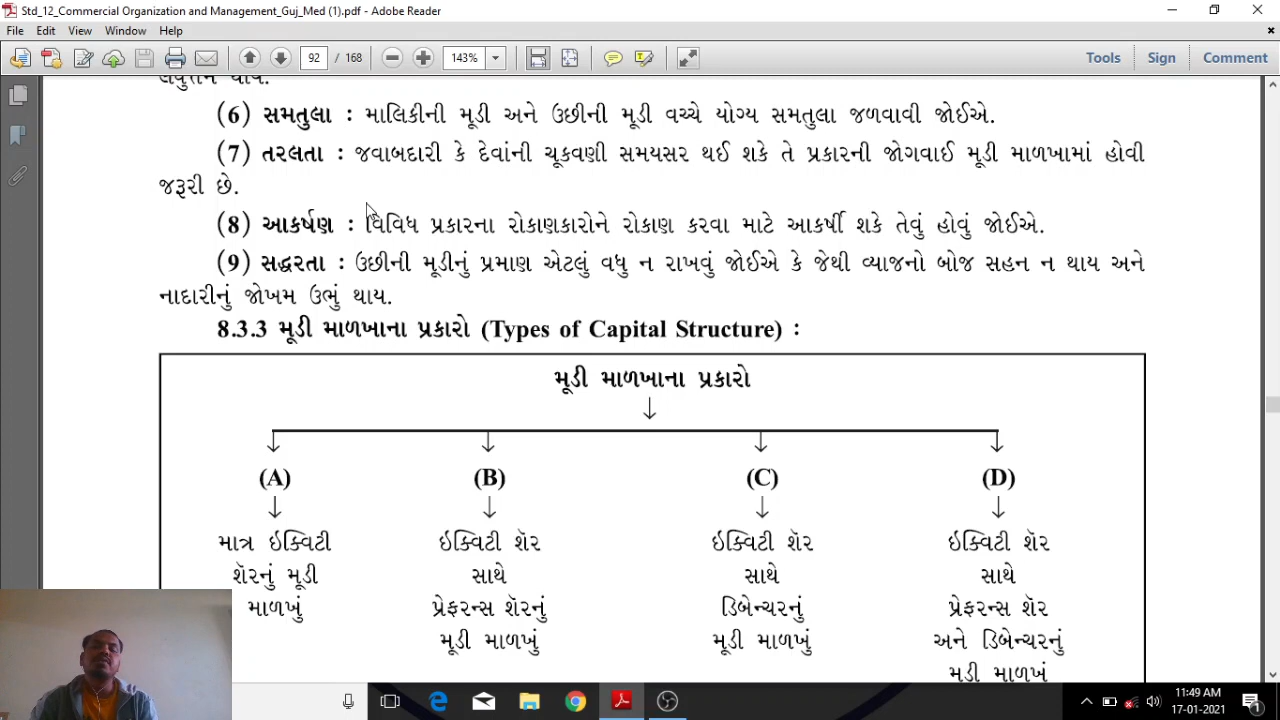 Std_12_Commercial Organization and Management_Guj_Med (1).pdf - Adobe Reader
File Edit View Window Help
92 / 168 143% Tools Sign Comment
(6) સમતુલા : માલિકીની મૂડી અને ઉછીની મૂડી વચ્ચે યોગ્ય સમતુલા જળવાવી જોઈએ.
(7) તરલતા : જવાબદારી કે દેવાંની ચૂકવણી સમયસર થઈ શકે તે પ્રકારની જોગવાઈ મૂડી માળખામાં હોવી
જરૂરી છે.
(8) આકર્ષણ : વિવિધ પ્રકારના રોકાણકારોને રોકાણ કરવા માટે આકર્ષી શકે તેવું હોવું જોઈએ.
(9) સદ્ધરતા : ઉછીની મૂડીનું પ્રમાણ એટલું વધુ ન રાખવું જોઈએ કે જેથી વ્યાજનો બોજ સહન ન થાય અને
નાદારીનું જોખમ ઉભું થાય.
8.3.3 મૂડી માળખાના પ્રકારો (Types of Capital Structure) :
મૂડી માળખાના પ્રકારો
(A) (B) (C) (D)
માત્ર ઇક્વિટી ઇક્વિટી શૅર ઇક્વિટી શૅર ઇક્વિટી શૅર
શૅરનું મૂડી સાથે સાથે સાથે
માળખું પ્રેફરન્સ શૅરનું ડિબેન્ચરનું પ્રેફરન્સ શૅર
મૂડી માળખું મૂડી માળખું અને ડિબેન્ચરનું
મૂડી માળખું
11:49 AM
17-01-2021